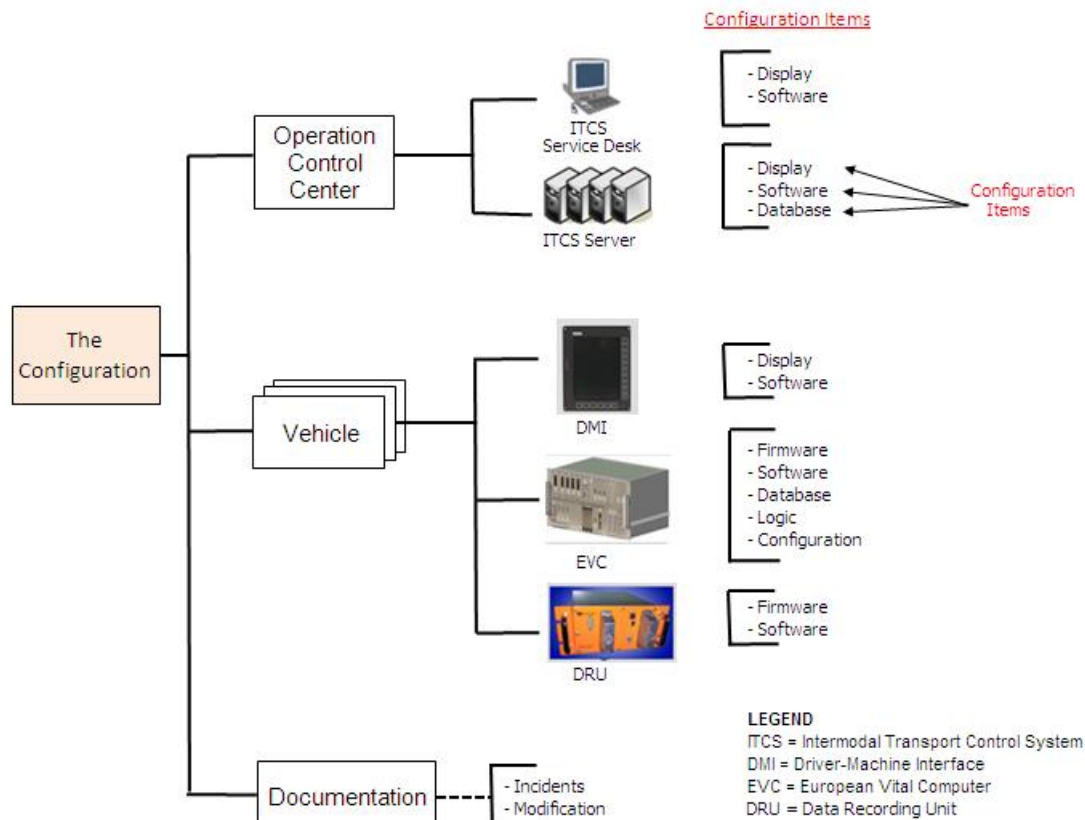 Configuration Items
- Display
- Software
ITCS
Service Desk
Operation
Control
Center
- Display
- Software
- Database
Configuration
Items
ITCS Server
The
Configuration
- Display
- Software
DMI
Vehicle
- Firmware
- Software
- Database
- Logic
- Configuration
EVC
- Firmware
- Software
DRU
Documentation
- Incidents
- Modification
LEGEND
ITCS = Intermodal Transport Control System
DMI = Driver-Machine Interface
EVC = European Vital Computer
DRU = Data Recording Unit